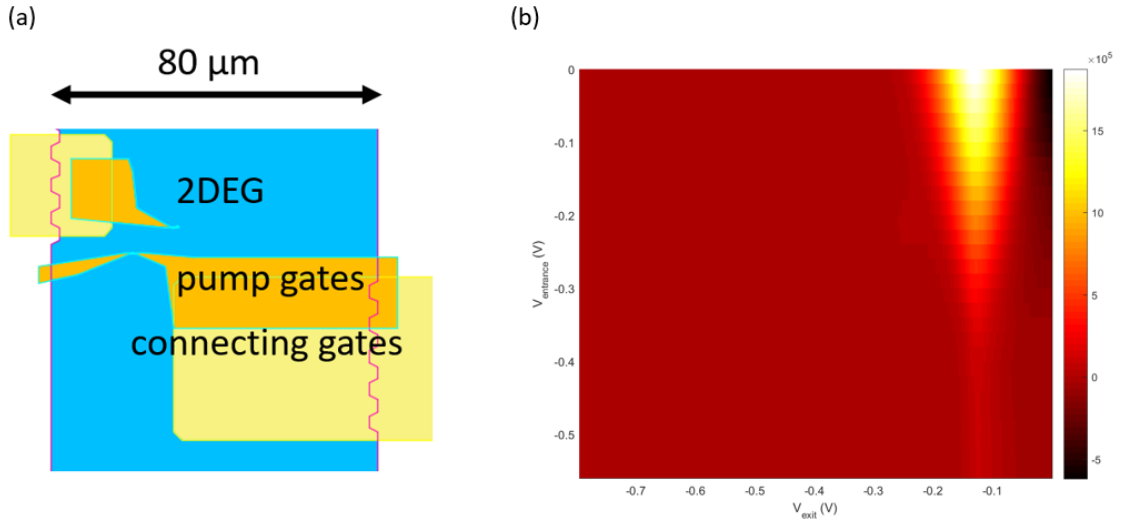 (a)
80 μm
2DEG
pump gates
connecting gates
(b)
×10⁵
0
-0.1
-0.2
-0.3
-0.4
-0.5
V_entrance (V)
-0.7
-0.6
-0.5
-0.4
-0.3
-0.2
-0.1
V_exit (V)
15
10
5
0
-5